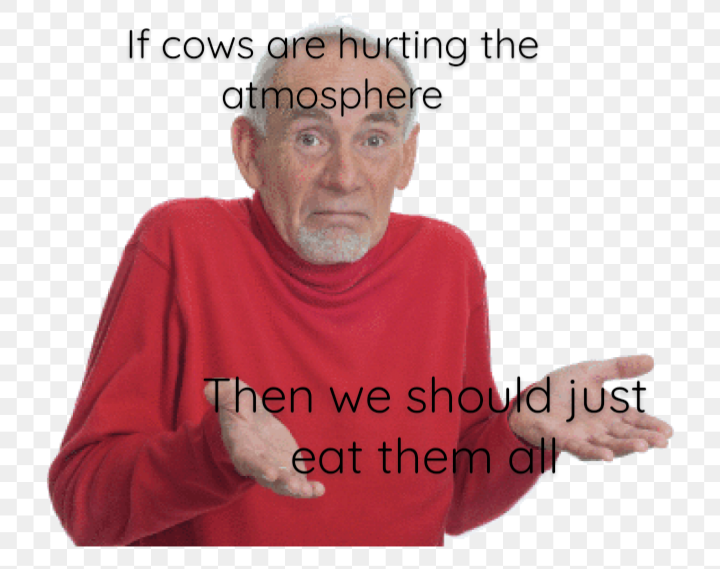 If cows are hurting the
atmosphere
Then we should just
eat them all